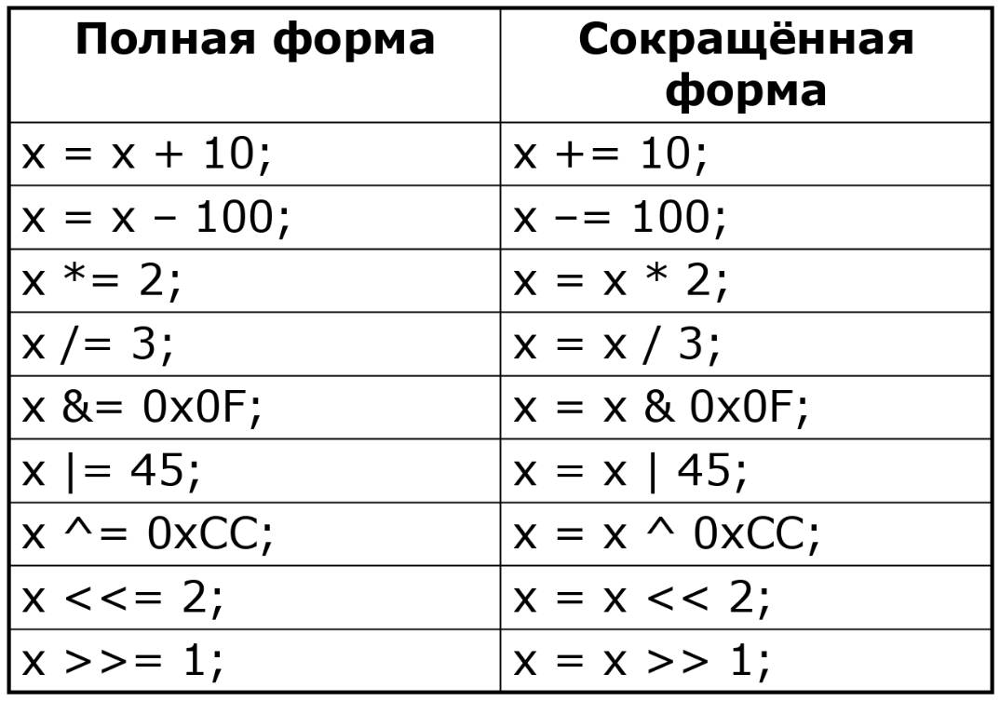 Полная форма
Сокращённая
форма
x = x + 10;
x += 10;
x = x – 100;
x –= 100;
x *= 2;
x = x * 2;
x /= 3;
x = x / 3;
x &= 0x0F;
x = x & 0x0F;
x |= 45;
x = x | 45;
x ^= 0xCC;
x = x ^ 0xCC;
x <<= 2;
x = x << 2;
x >>= 1;
x = x >> 1;